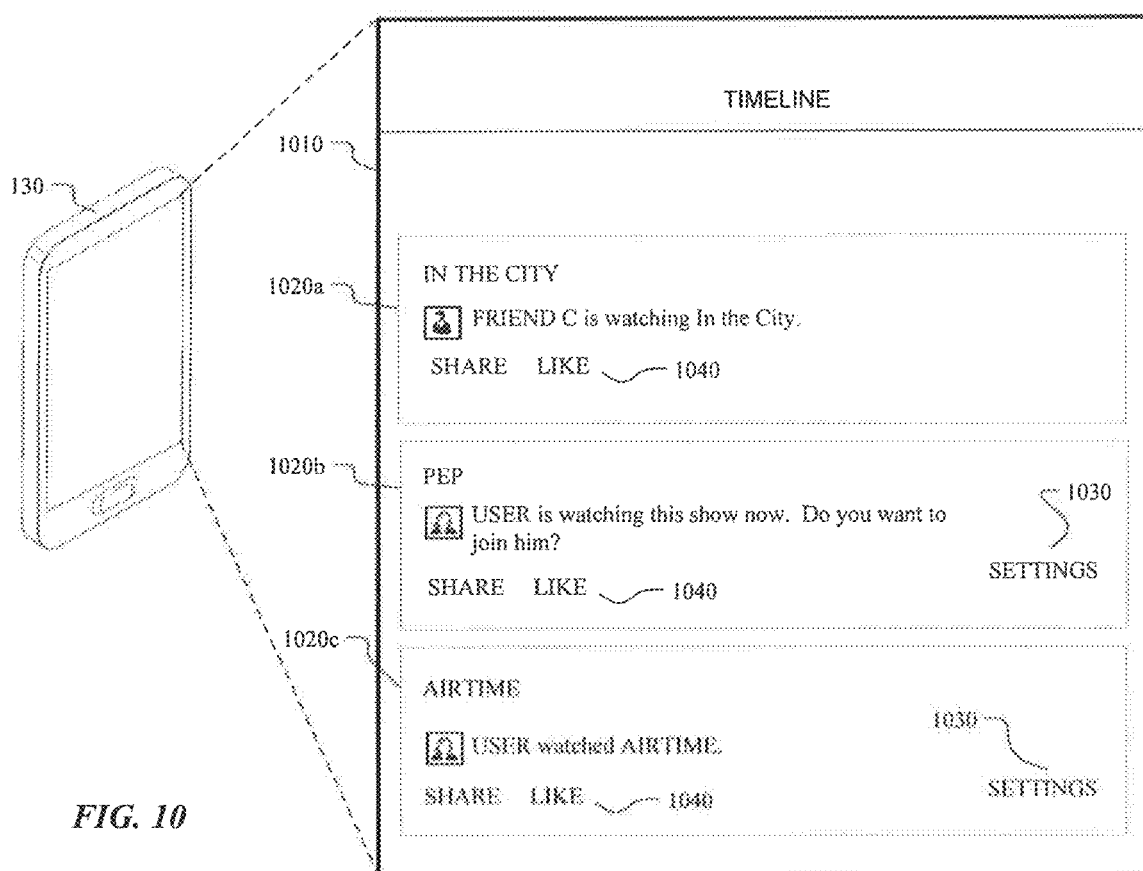 TIMELINE
1010
130
1020a
IN THE CITY
FRIEND C is watching In the City.
SHARE LIKE 1040
1020b
PEP
1030
USER is watching this show now. Do you want to
join him?
SETTINGS
SHARE LIKE 1040
1020c
AIRTIME
1030
USER watched AIRTIME.
SETTINGS
SHARE LIKE 1040
FIG. 10